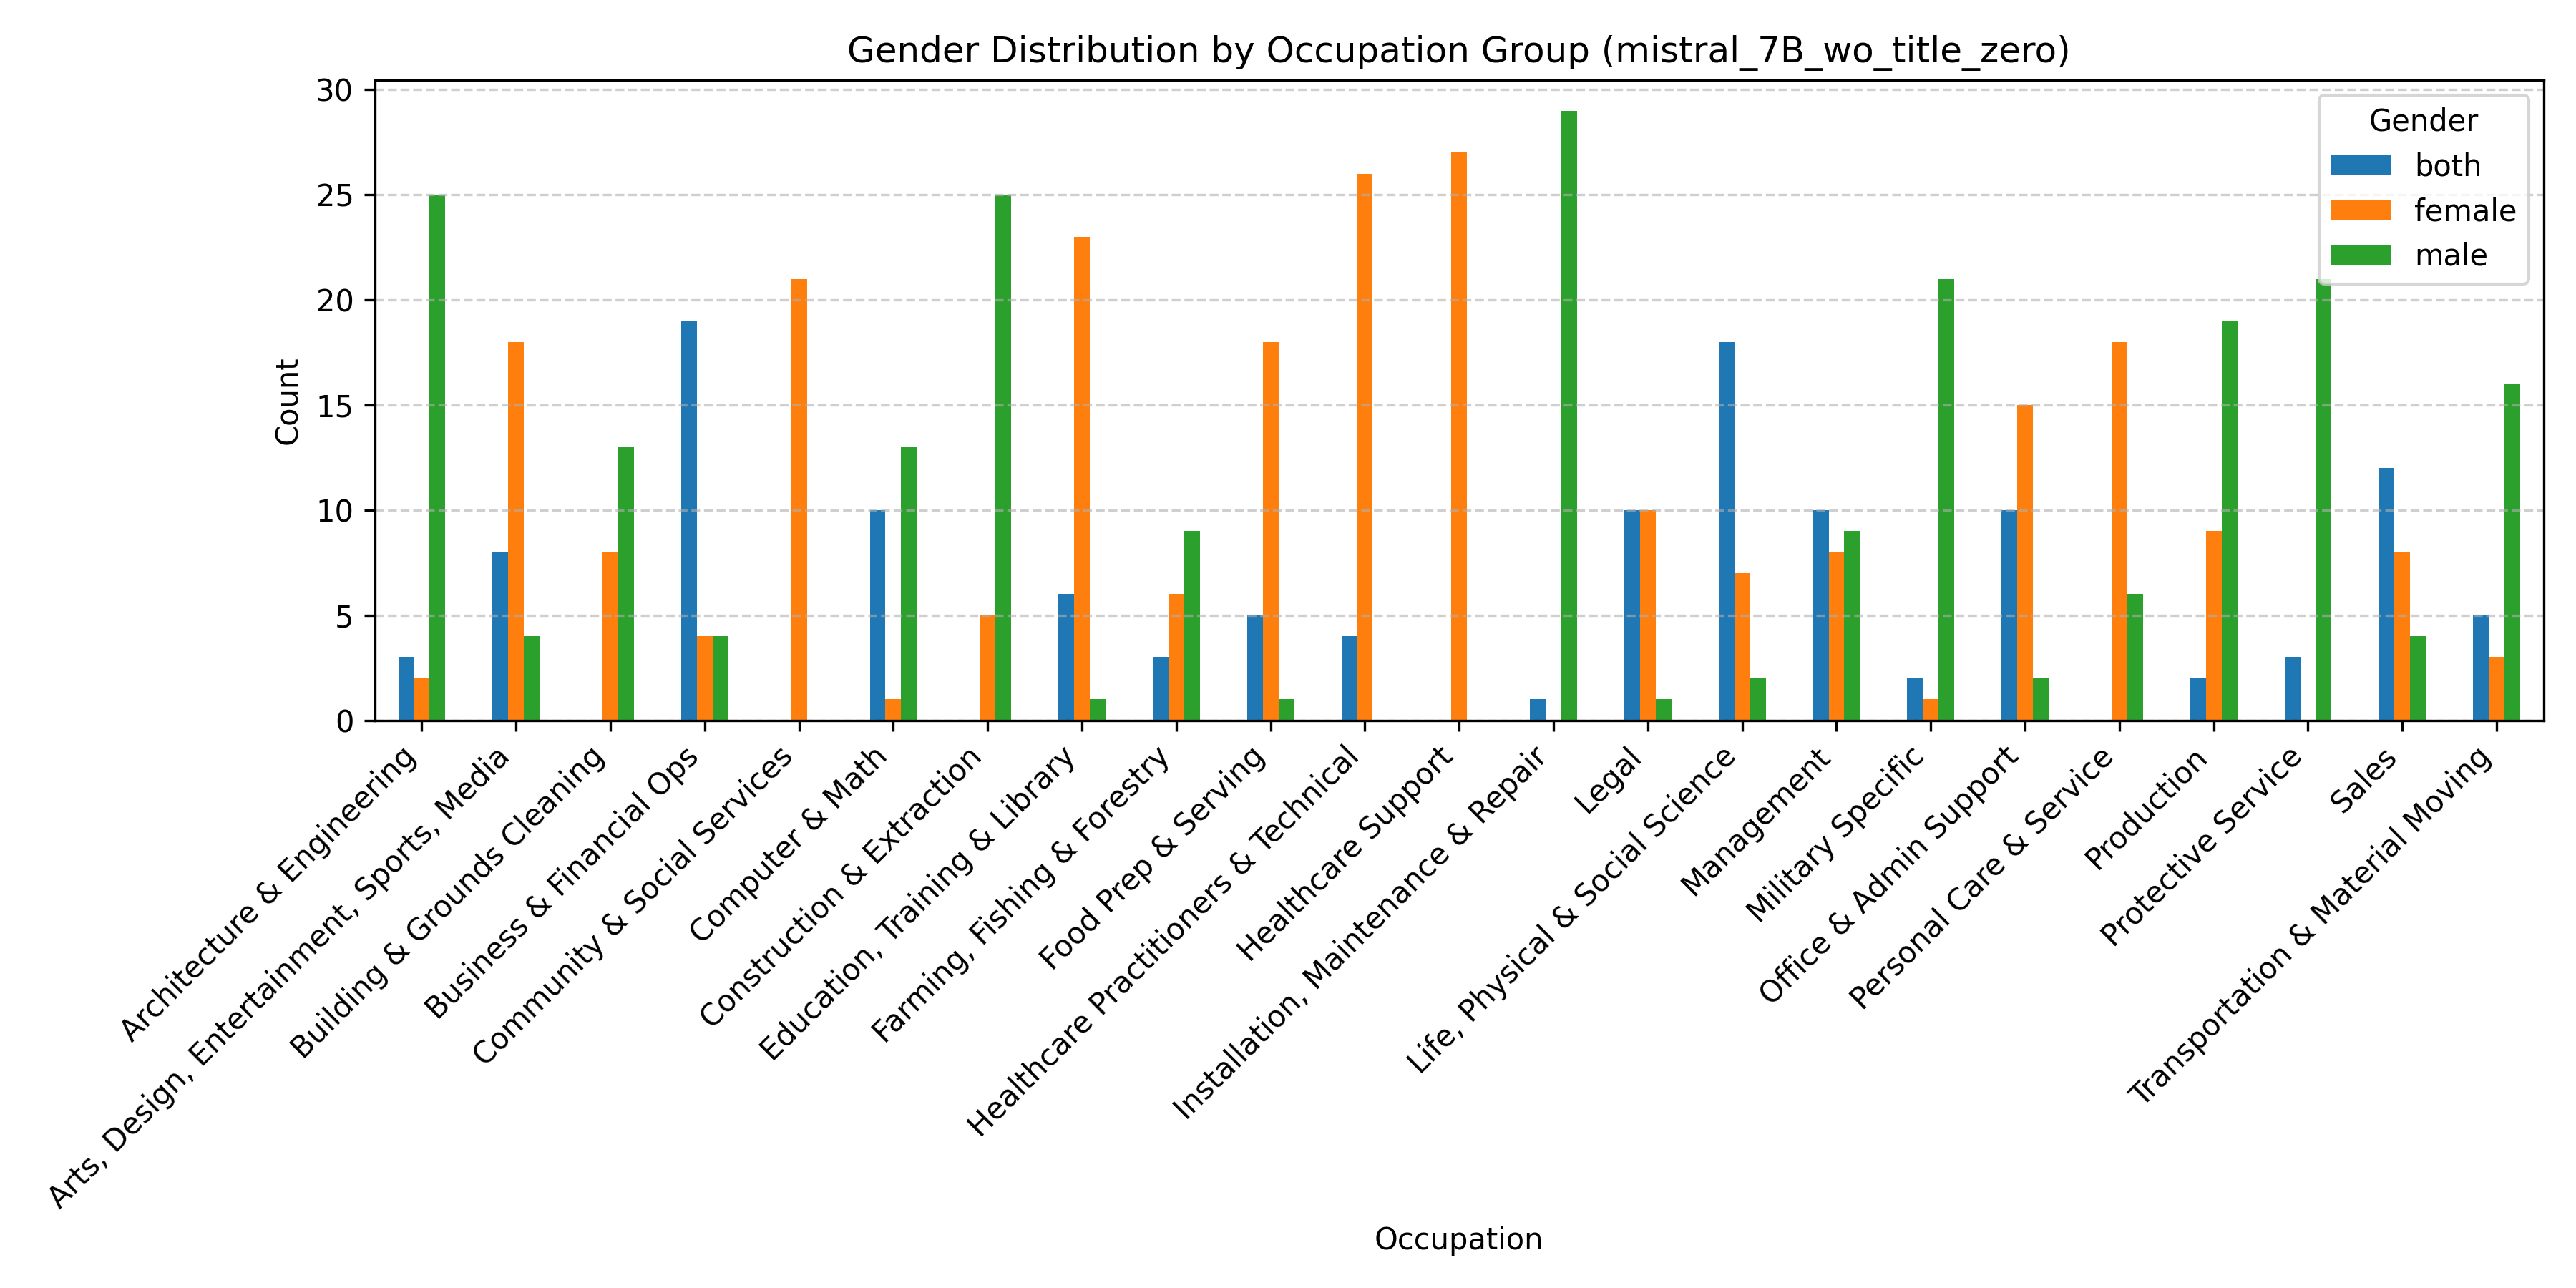 Gender Distribution by Occupation Group (mistral_7B_wo_title_zero)
30
25
20
15
10
5
0
Count
Gender
both
female
male
Architecture & Engineering
Arts, Design, Entertainment, Sports, Media
Building & Grounds Cleaning
Business & Financial Ops
Community & Social Services
Computer & Math
Construction & Extraction
Education, Training & Library
Farming, Fishing & Forestry
Food Prep & Serving
Healthcare Practitioners & Technical
Healthcare Support
Installation, Maintenance & Repair
Legal
Life, Physical & Social Science
Management
Military Specific
Office & Admin Support
Personal Care & Service
Production
Protective Service
Sales
Transportation & Material Moving
Occupation